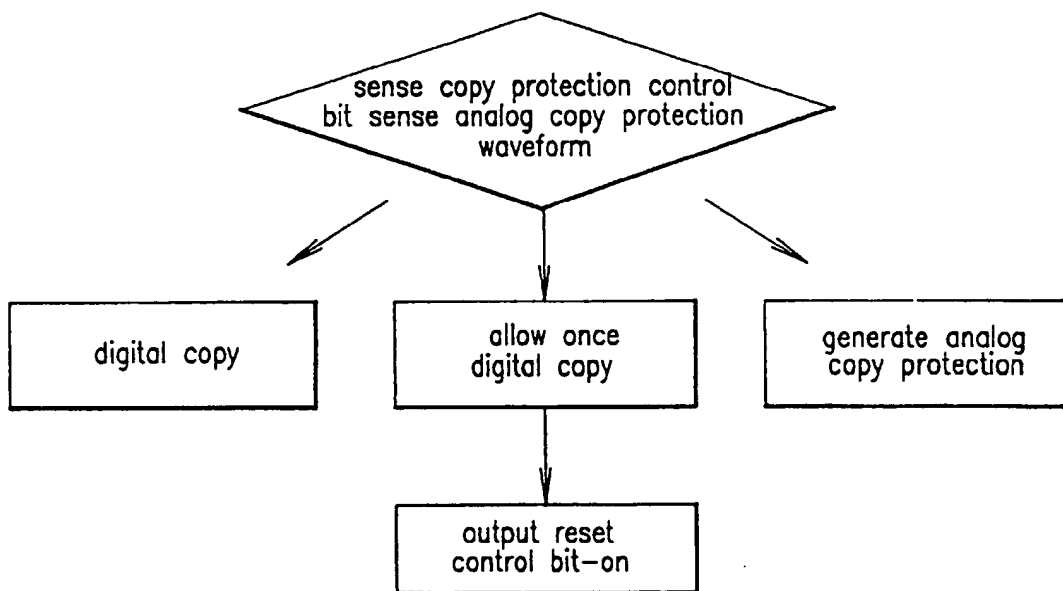 sense copy protection control
bit sense analog copy protection
waveform
digital copy
allow once
digital copy
generate analog
copy protection
output reset
control bit-on